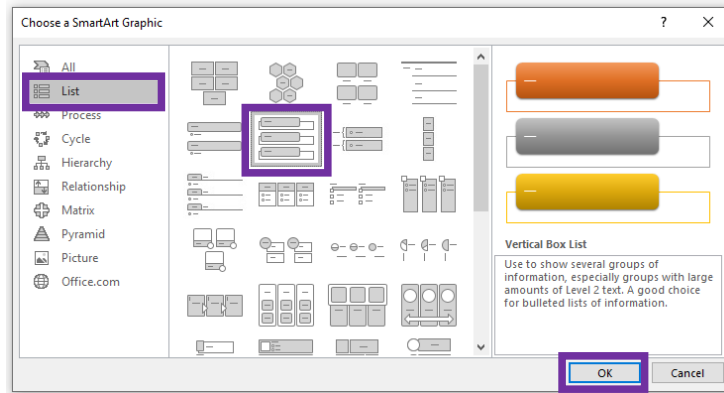 Choose a SmartArt Graphic
?
All
List
Process
Cycle
Hierarchy
Relationship
Matrix
Pyramid
Picture
Office.com
Vertical Box List
Use to show several groups of
information, especially groups with large
amounts of Level 2 text. A good choice
for bulleted lists of information.
OK
Cancel